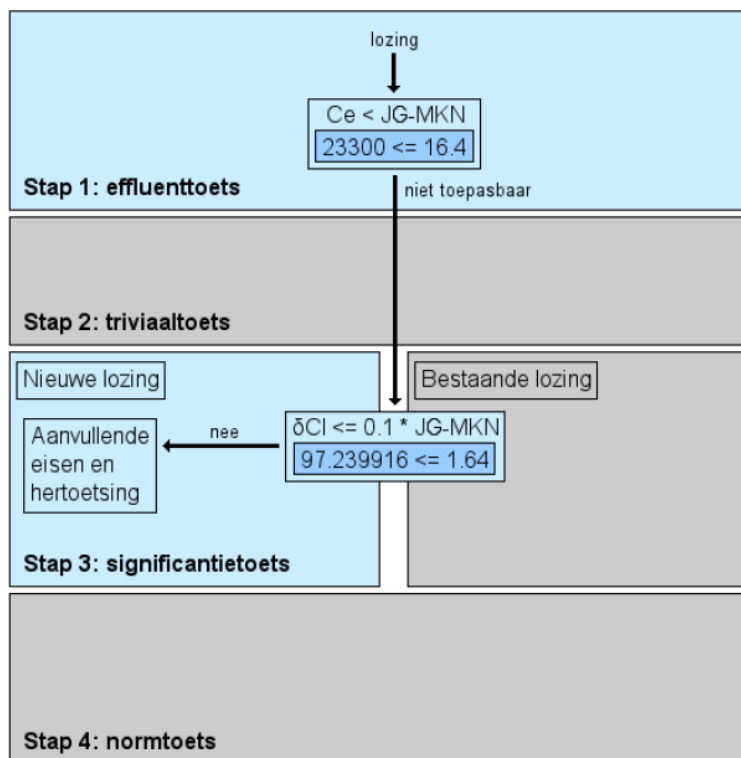 lozing
Ce < JG-MKN
23300 <= 16.4
Stap 1: effluenttoets
niet toepasbaar
Stap 2: triviaaltoets
Nieuwe lozing
Bestaande lozing
δCl <= 0.1 * JG-MKN
97.239916 <= 1.64
nee
Aanvullende
eisen en
hertoetsing
Stap 3: significantietoets
Stap 4: normtoets